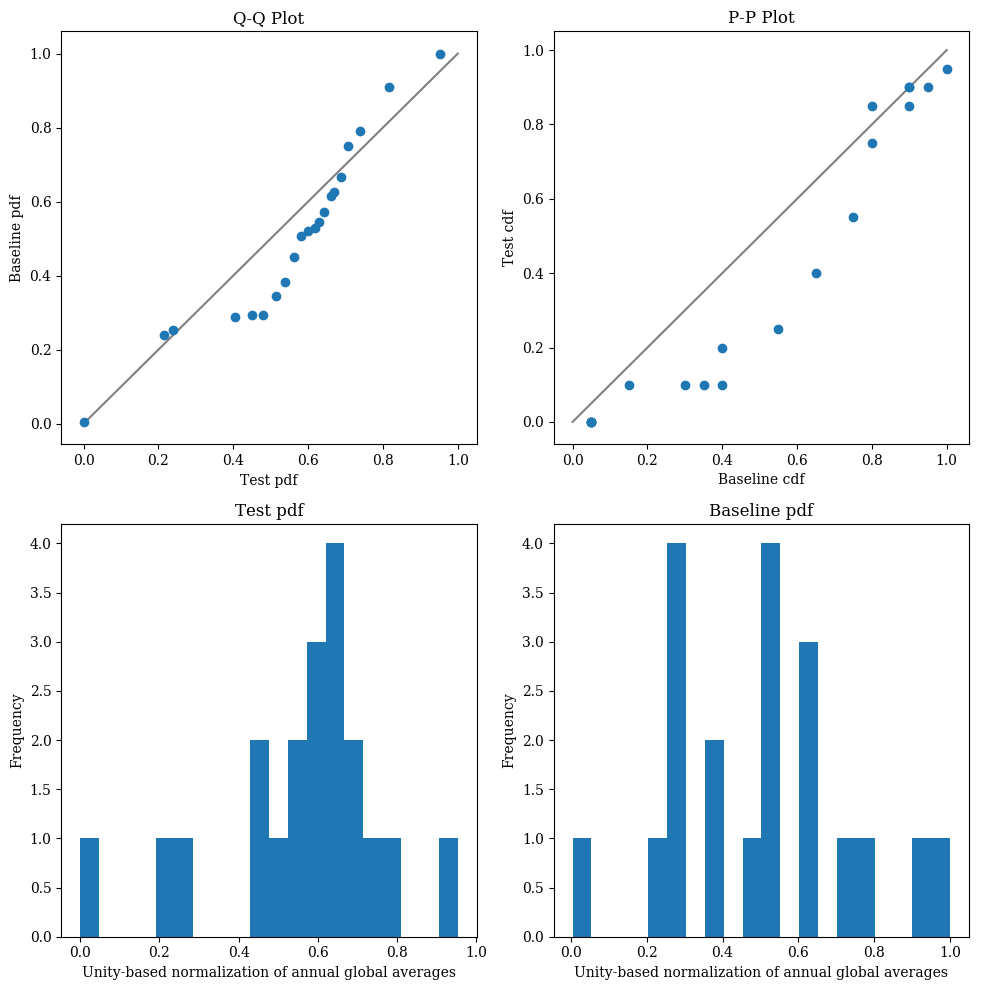 Q-Q Plot
Baseline pdf
1.0
0.8
0.6
0.4
0.2
0.0
0.0 0.2 0.4 0.6 0.8 1.0
Test pdf
P-P Plot
Test cdf
1.0
0.8
0.6
0.4
0.2
0.0
0.0 0.2 0.4 0.6 0.8 1.0
Baseline cdf
Test pdf
Frequency
4.0
3.5
3.0
2.5
2.0
1.5
1.0
0.5
0.0
0.0 0.2 0.4 0.6 0.8 1.0
Unity-based normalization of annual global averages
Baseline pdf
Frequency
4.0
3.5
3.0
2.5
2.0
1.5
1.0
0.5
0.0
0.0 0.2 0.4 0.6 0.8 1.0
Unity-based normalization of annual global averages